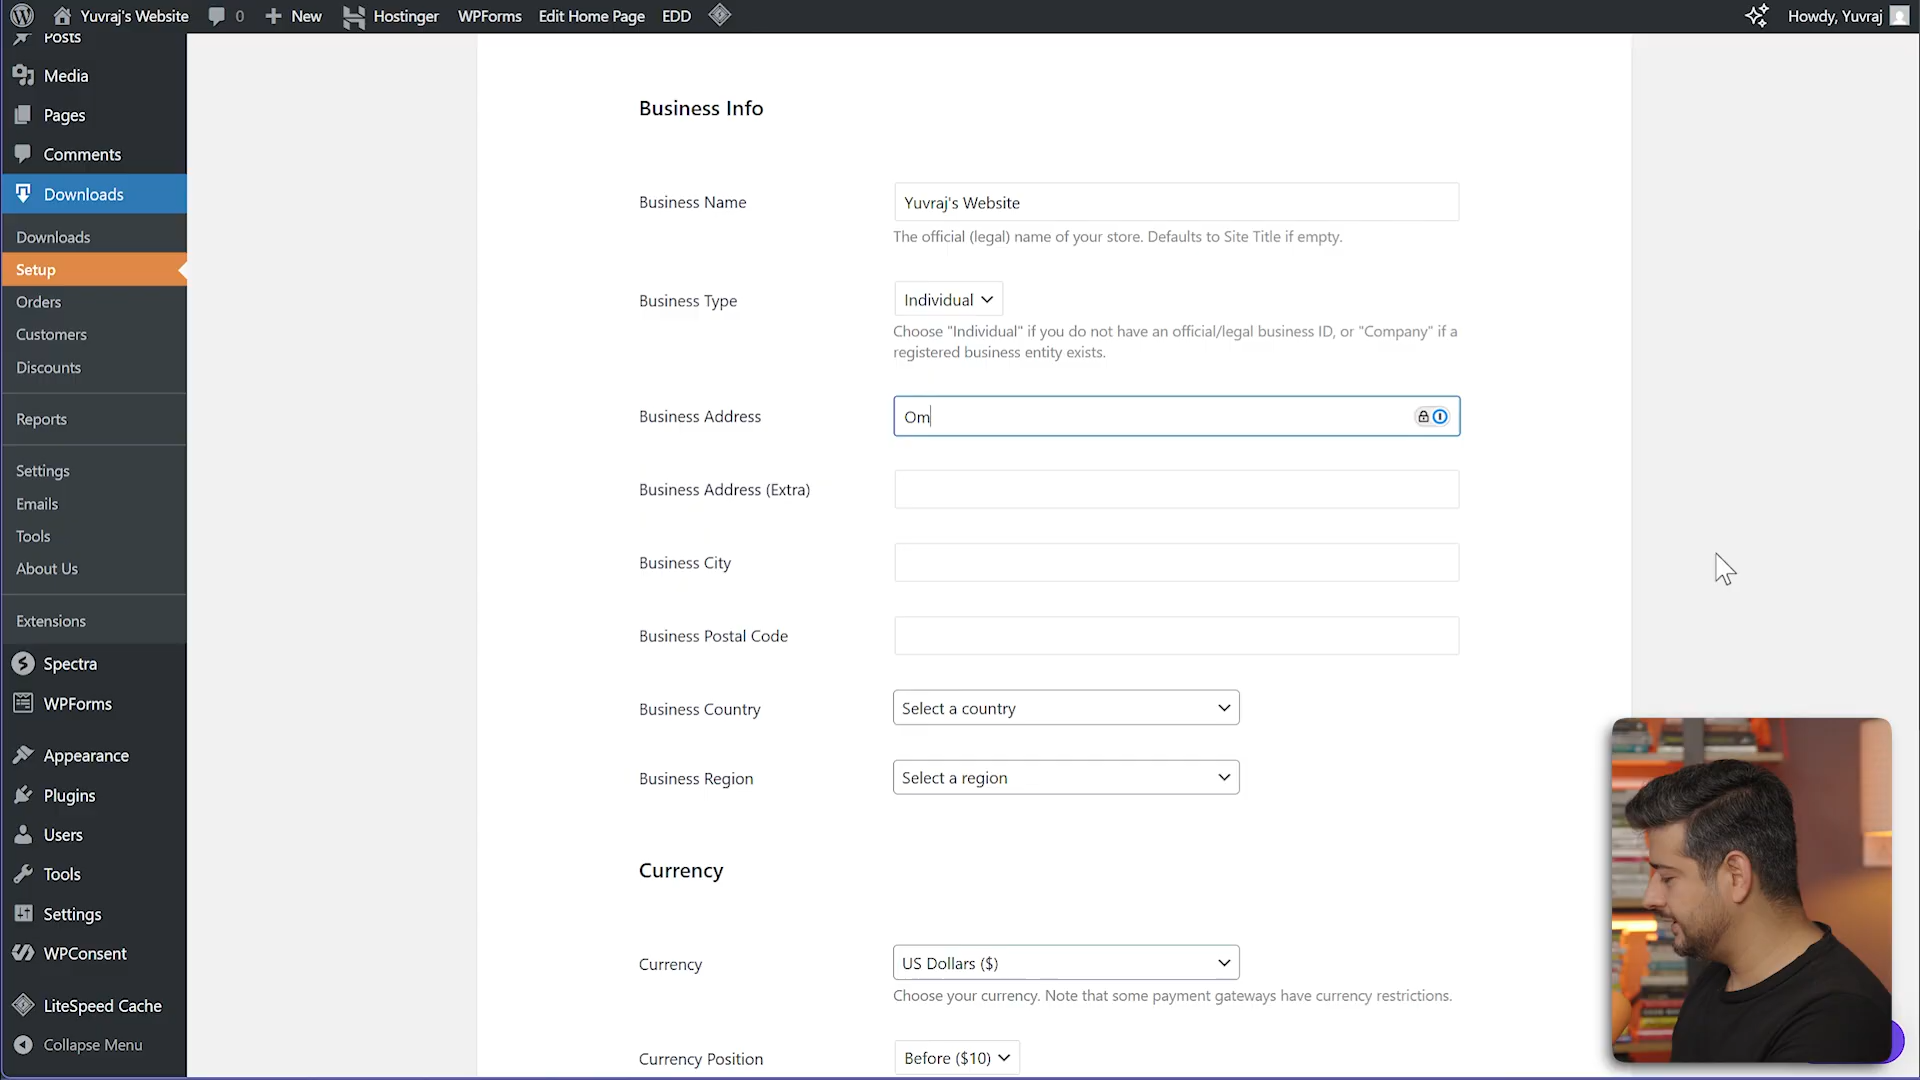 Yuvraj's Website
0
New
Hostinger
WPForms
Edit Home Page
EDD
Howdy, Yuvraj
Posts
Media
Pages
Comments
Downloads
Downloads
Setup
Orders
Customers
Discounts
Reports
Settings
Emails
Tools
About Us
Extensions
Spectra
WPForms
Appearance
Plugins
Users
Tools
Settings
WPConsent
LiteSpeed Cache
Collapse Menu
Business Info
Business Name
Yuvraj's Website
The official (legal) name of your store. Defaults to Site Title if empty.
Business Type
Individual
Choose "Individual" if you do not have an official/legal business ID, or "Company" if a
registered business entity exists.
Business Address
Om
Business Address (Extra)
Business City
Business Postal Code
Business Country
Select a country
Business Region
Select a region
Currency
Currency
US Dollars ($)
Choose your currency. Note that some payment gateways have currency restrictions.
Currency Position
Before ($10)